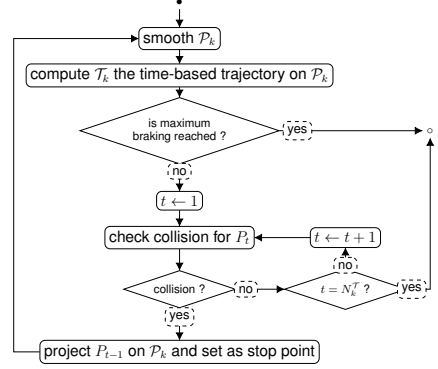 smooth 𝒫ₖ
compute 𝒯ₖ the time-based trajectory on 𝒫ₖ
is maximum
braking reached ?
yes
no
t ← 1
check collision for Pₜ
t ← t + 1
collision ?
no
t = Nₖ^𝒯 ?
no
yes
yes
project Pₜ₋₁ on 𝒫ₖ and set as stop point